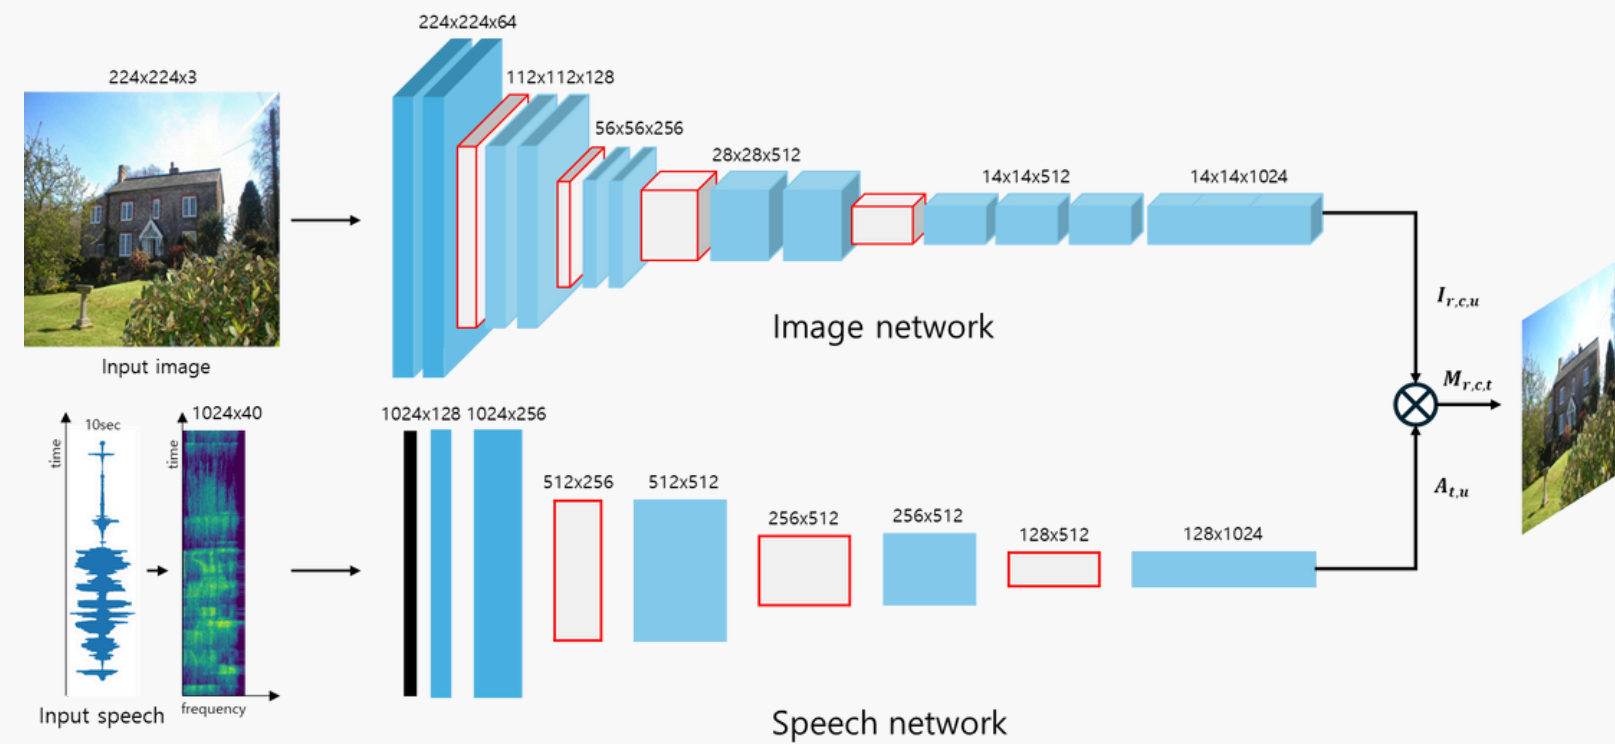 224x224x3
Input image
224x224x64
112x112x128
56x56x256
28x28x512
14x14x512
14x14x1024
Image network
I_{r,c,u}
M_{r,c,t}
A_{t,u}
10sec
time
Input speech
1024x40
time
frequency
1024x128
1024x256
512x256
512x512
256x512
256x512
128x512
128x1024
Speech network